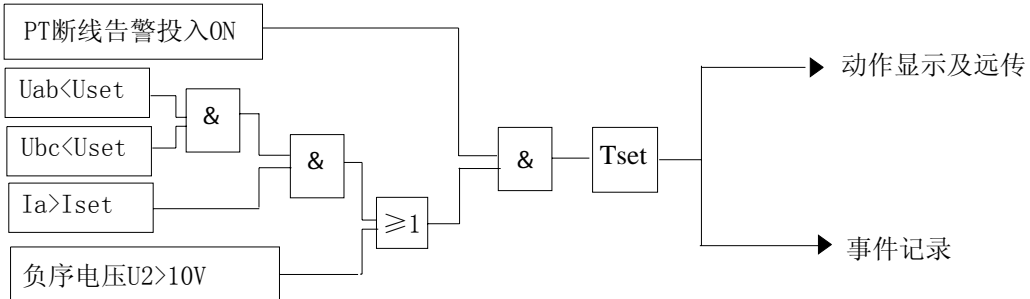 PT断线告警投入ON
动作显示及远传
Uab<Uset
&
Ubc<Uset
&
&
Tset
Ia>Iset
≥1
事件记录
负序电压U2>10V